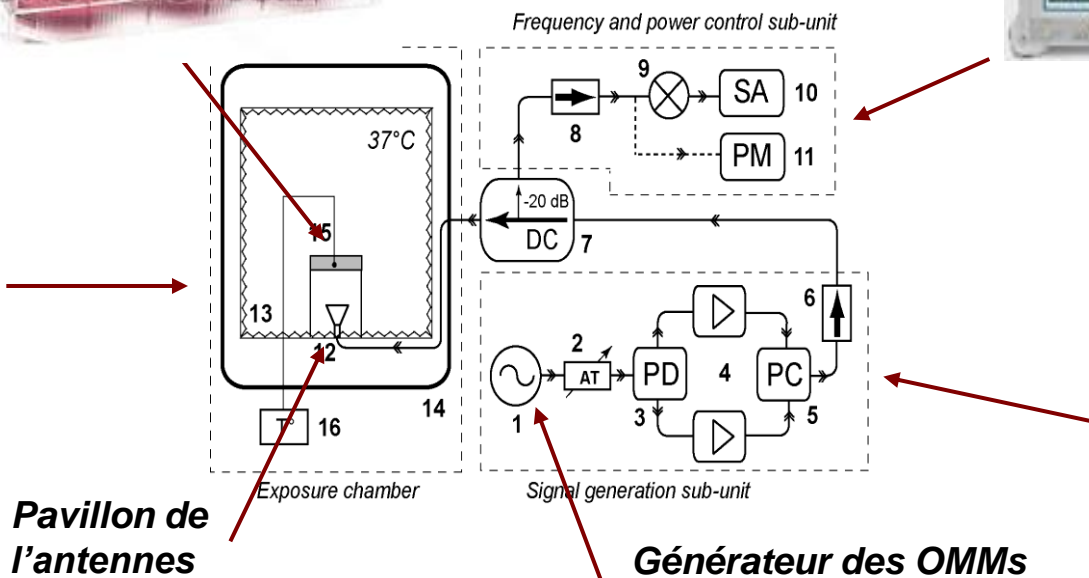 Frequency and power control sub-unit
9
SA 10
37°C
8
PM 11
-20 dB
15
DC 7
6
13
2
12
AT
PD 4 PC
14
1
3
5
T° 16
Exposure chamber
Signal generation sub-unit
Pavillon de
l’antennes
Générateur des OMMs